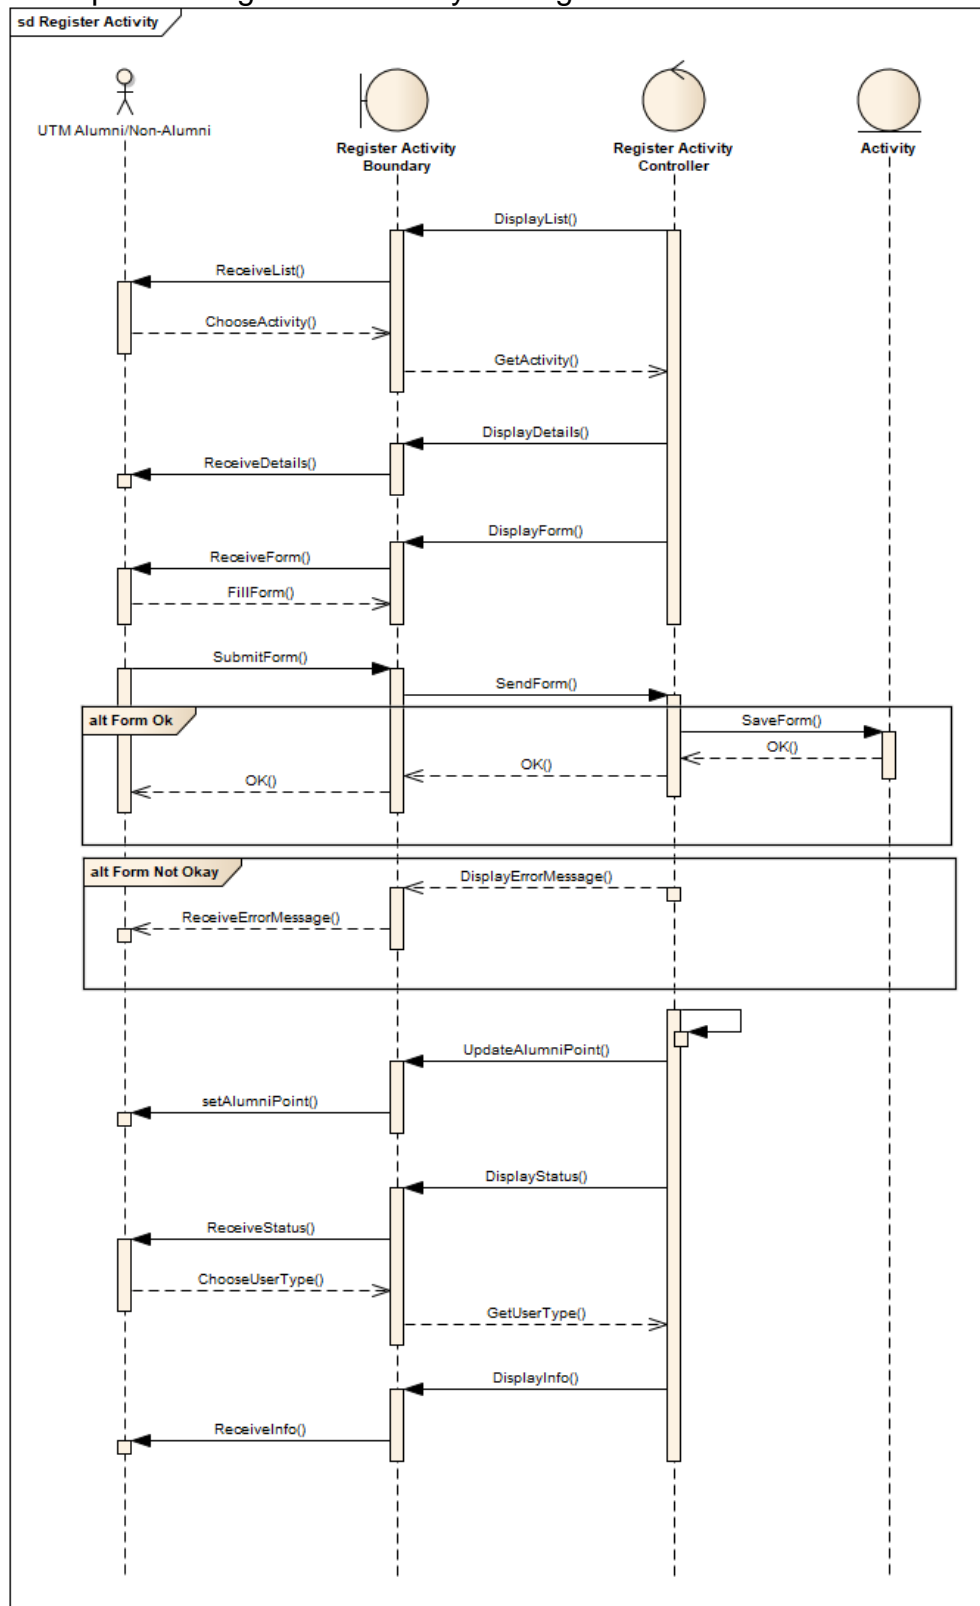 sd Register Activity
UTM Alumni/Non-Alumni
Register Activity
Boundary
Register Activity
Controller
Activity
DisplayList()
ReceiveList()
ChooseActivity()
GetActivity()
DisplayDetails()
ReceiveDetails()
DisplayForm()
ReceiveForm()
FillForm()
SubmitForm()
SendForm()
alt Form Ok
SaveForm()
OK()
OK()
OK()
alt Form Not Okay
DisplayErrorMessage()
ReceiveErrorMessage()
UpdateAlumniPoint()
setAlumniPoint()
DisplayStatus()
ReceiveStatus()
ChooseUserType()
GetUserType()
DisplayInfo()
ReceiveInfo()